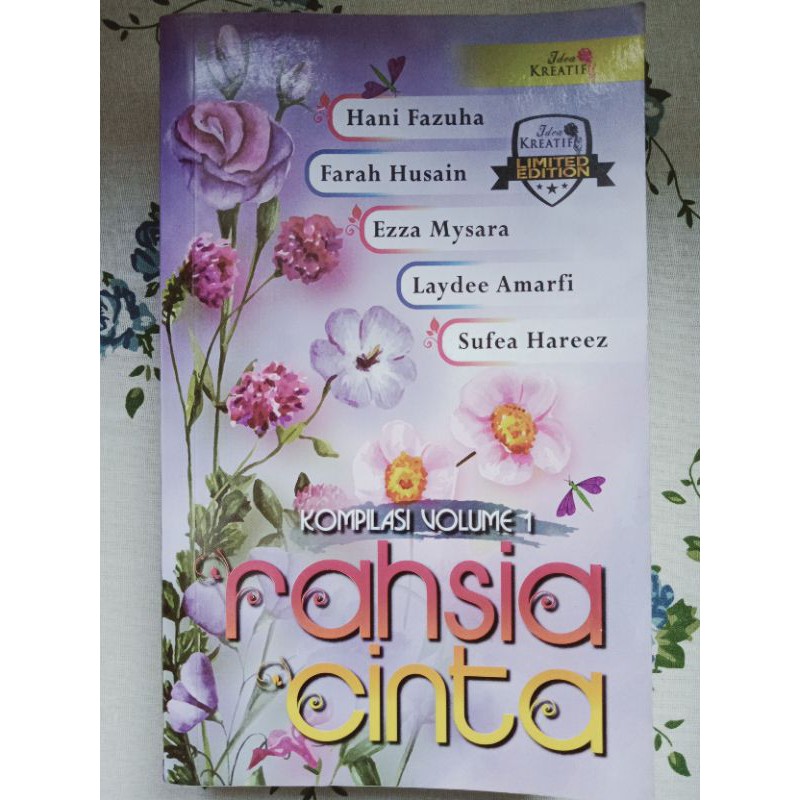 Idea
KREATIF
Hani Fazuha
Idea
KREATIF
LIMITED
EDITION
Farah Husain
Ezza Mysara
Laydee Amarfi
Sufea Hareez
KOMPILASI VOLUME 1
rahsia
cinta